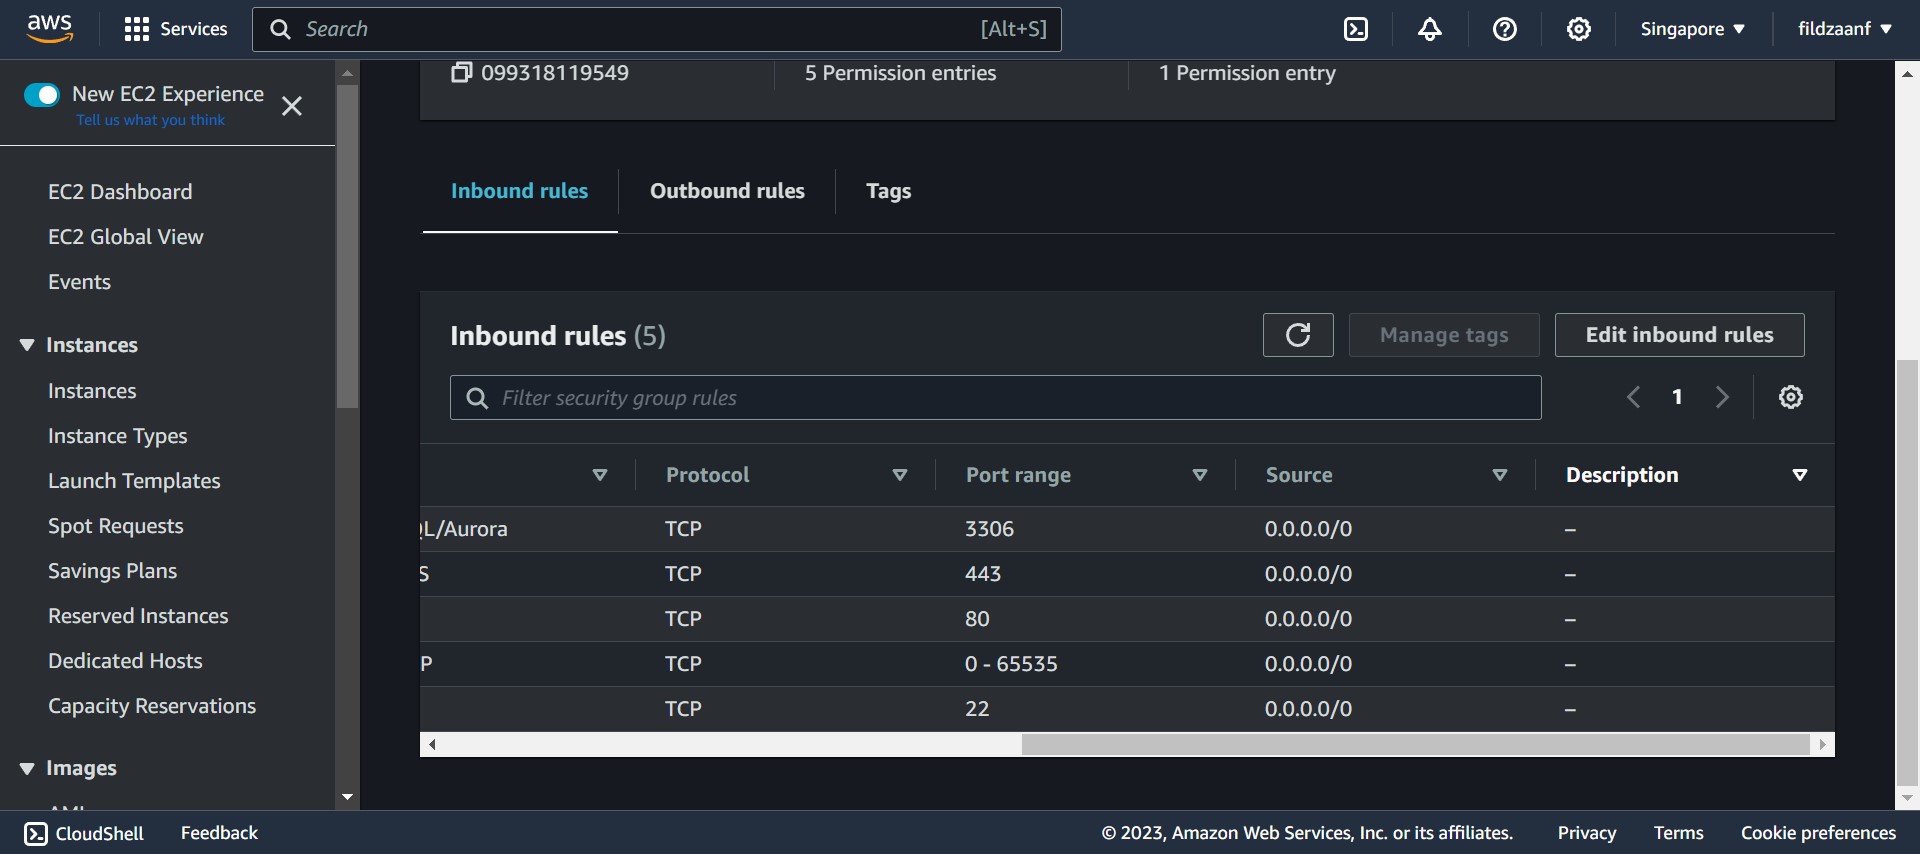 aws
Services
Search
[Alt+S]
Singapore
fildzaanf
New EC2 Experience
Tell us what you think
EC2 Dashboard
EC2 Global View
Events
Instances
Instances
Instance Types
Launch Templates
Spot Requests
Savings Plans
Reserved Instances
Dedicated Hosts
Capacity Reservations
Images
099318119549
5 Permission entries
1 Permission entry
Inbound rules
Outbound rules
Tags
Inbound rules (5)
Manage tags
Edit inbound rules
Filter security group rules
1
Protocol
Port range
Source
Description
L/Aurora TCP 3306 0.0.0.0/0 –
S TCP 443 0.0.0.0/0 –
TCP 80 0.0.0.0/0 –
P TCP 0 - 65535 0.0.0.0/0 –
TCP 22 0.0.0.0/0 –
CloudShell
Feedback
© 2023, Amazon Web Services, Inc. or its affiliates.
Privacy
Terms
Cookie preferences